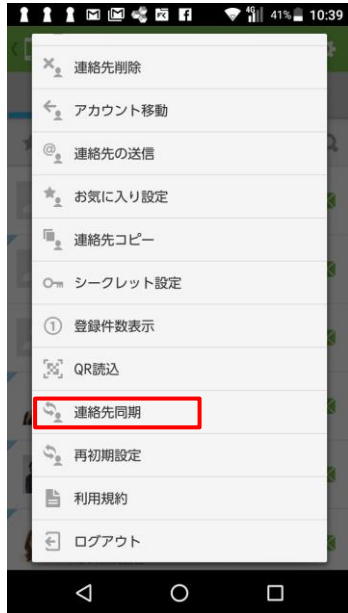 4G 41% 10:39
連絡先削除
アカウント移動
@ 連絡先の送信
お気に入り設定
連絡先コピー
シークレット設定
1 登録件数表示
QR読込
連絡先同期
再初期設定
利用規約
ログアウト